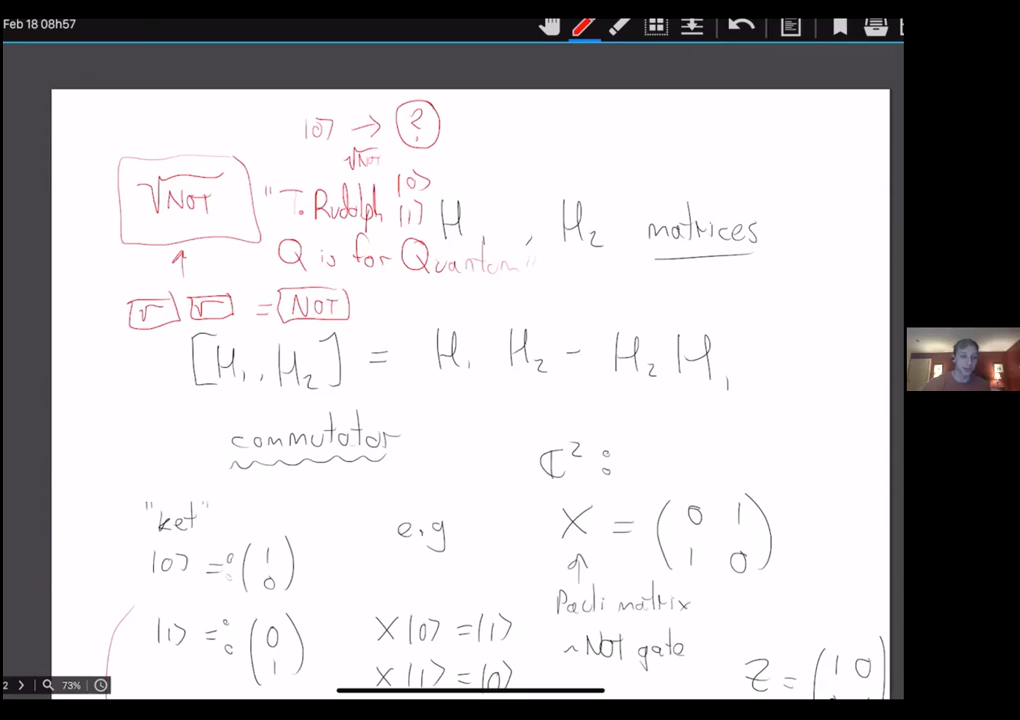 Feb 18 08h57
|0⟩ → ?
√NOT
√NOT
"T. Rudolph
|0⟩
|1⟩
Q is for Quantum"
H₁, H₂ matrices
√ √ = NOT
[H₁, H₂] = H₁ H₂ - H₂ H₁
commutator
ℂ² :
"ket"
e.g
X = (0 1
1 0)
|0⟩ =: (1
0)
Pauli matrix
~NOT gate
|1⟩ =: (0
1)
X|0⟩ = |1⟩
X|1⟩ = |0⟩
Z = (1 0
2
73%